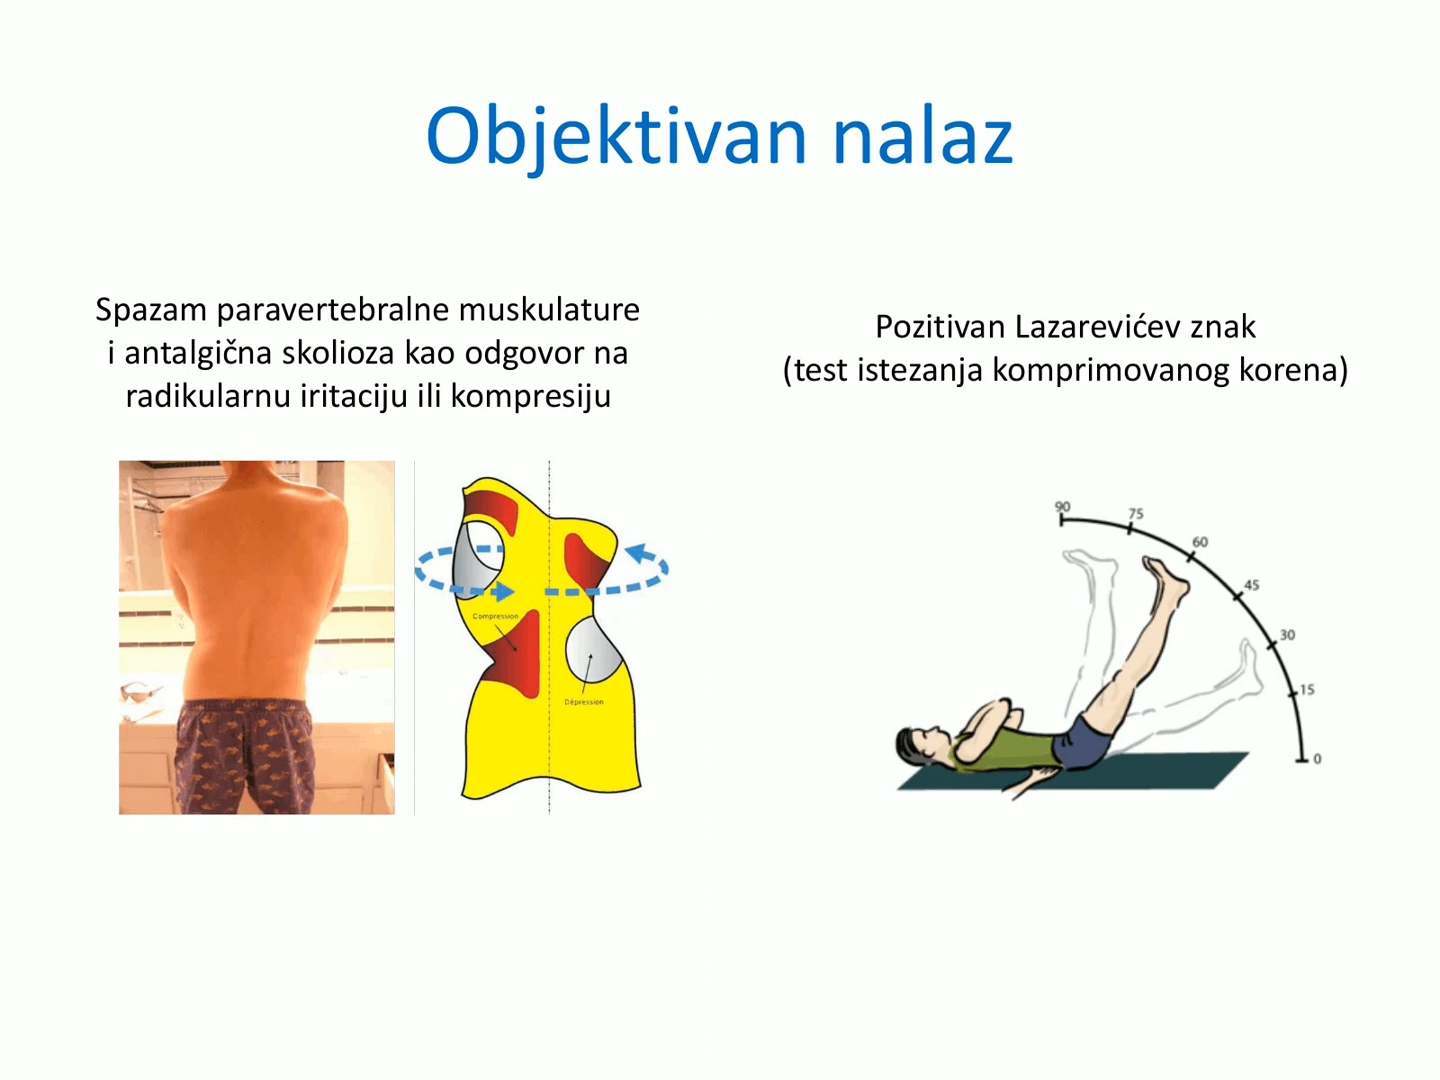 Objektivan nalaz
Spazam paravertebralne muskulature
i antalgična skolioza kao odgovor na
radikularnu iritaciju ili kompresiju
Pozitivan Lazarevićev znak
(test istezanja komprimovanog korena)
Compression
Dépression
90
75
60
45
30
15
0